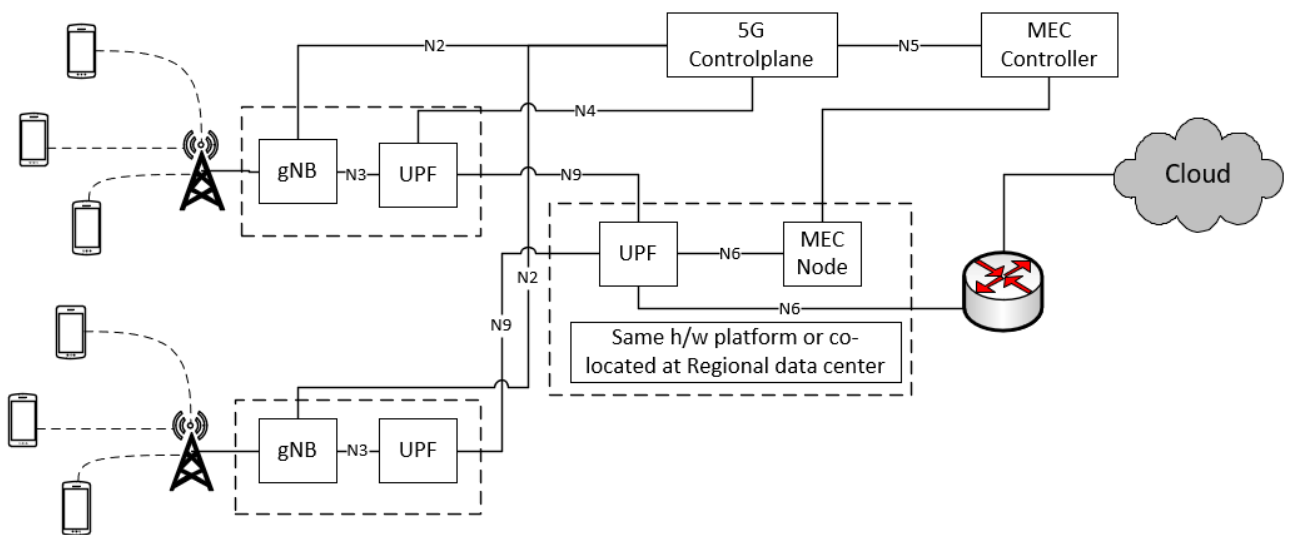 N2
5G
Controlplane
N5
MEC
Controller
N4
gNB
N3
UPF
N9
Cloud
UPF
N6
MEC
Node
N2
N6
N9
Same h/w platform or co-
located at Regional data center
gNB
N3
UPF